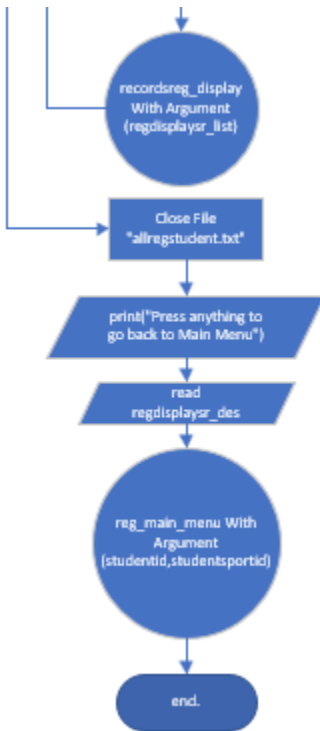 recordsreg_display
With Argument
(regdisplaysr_list)
Close File
"allregstudent.txt"
print("Press anything to
go back to Main Menu")
read
regdisplaysr_des
reg_main_menu With
Argument
(studentid,studentsportid)
end.